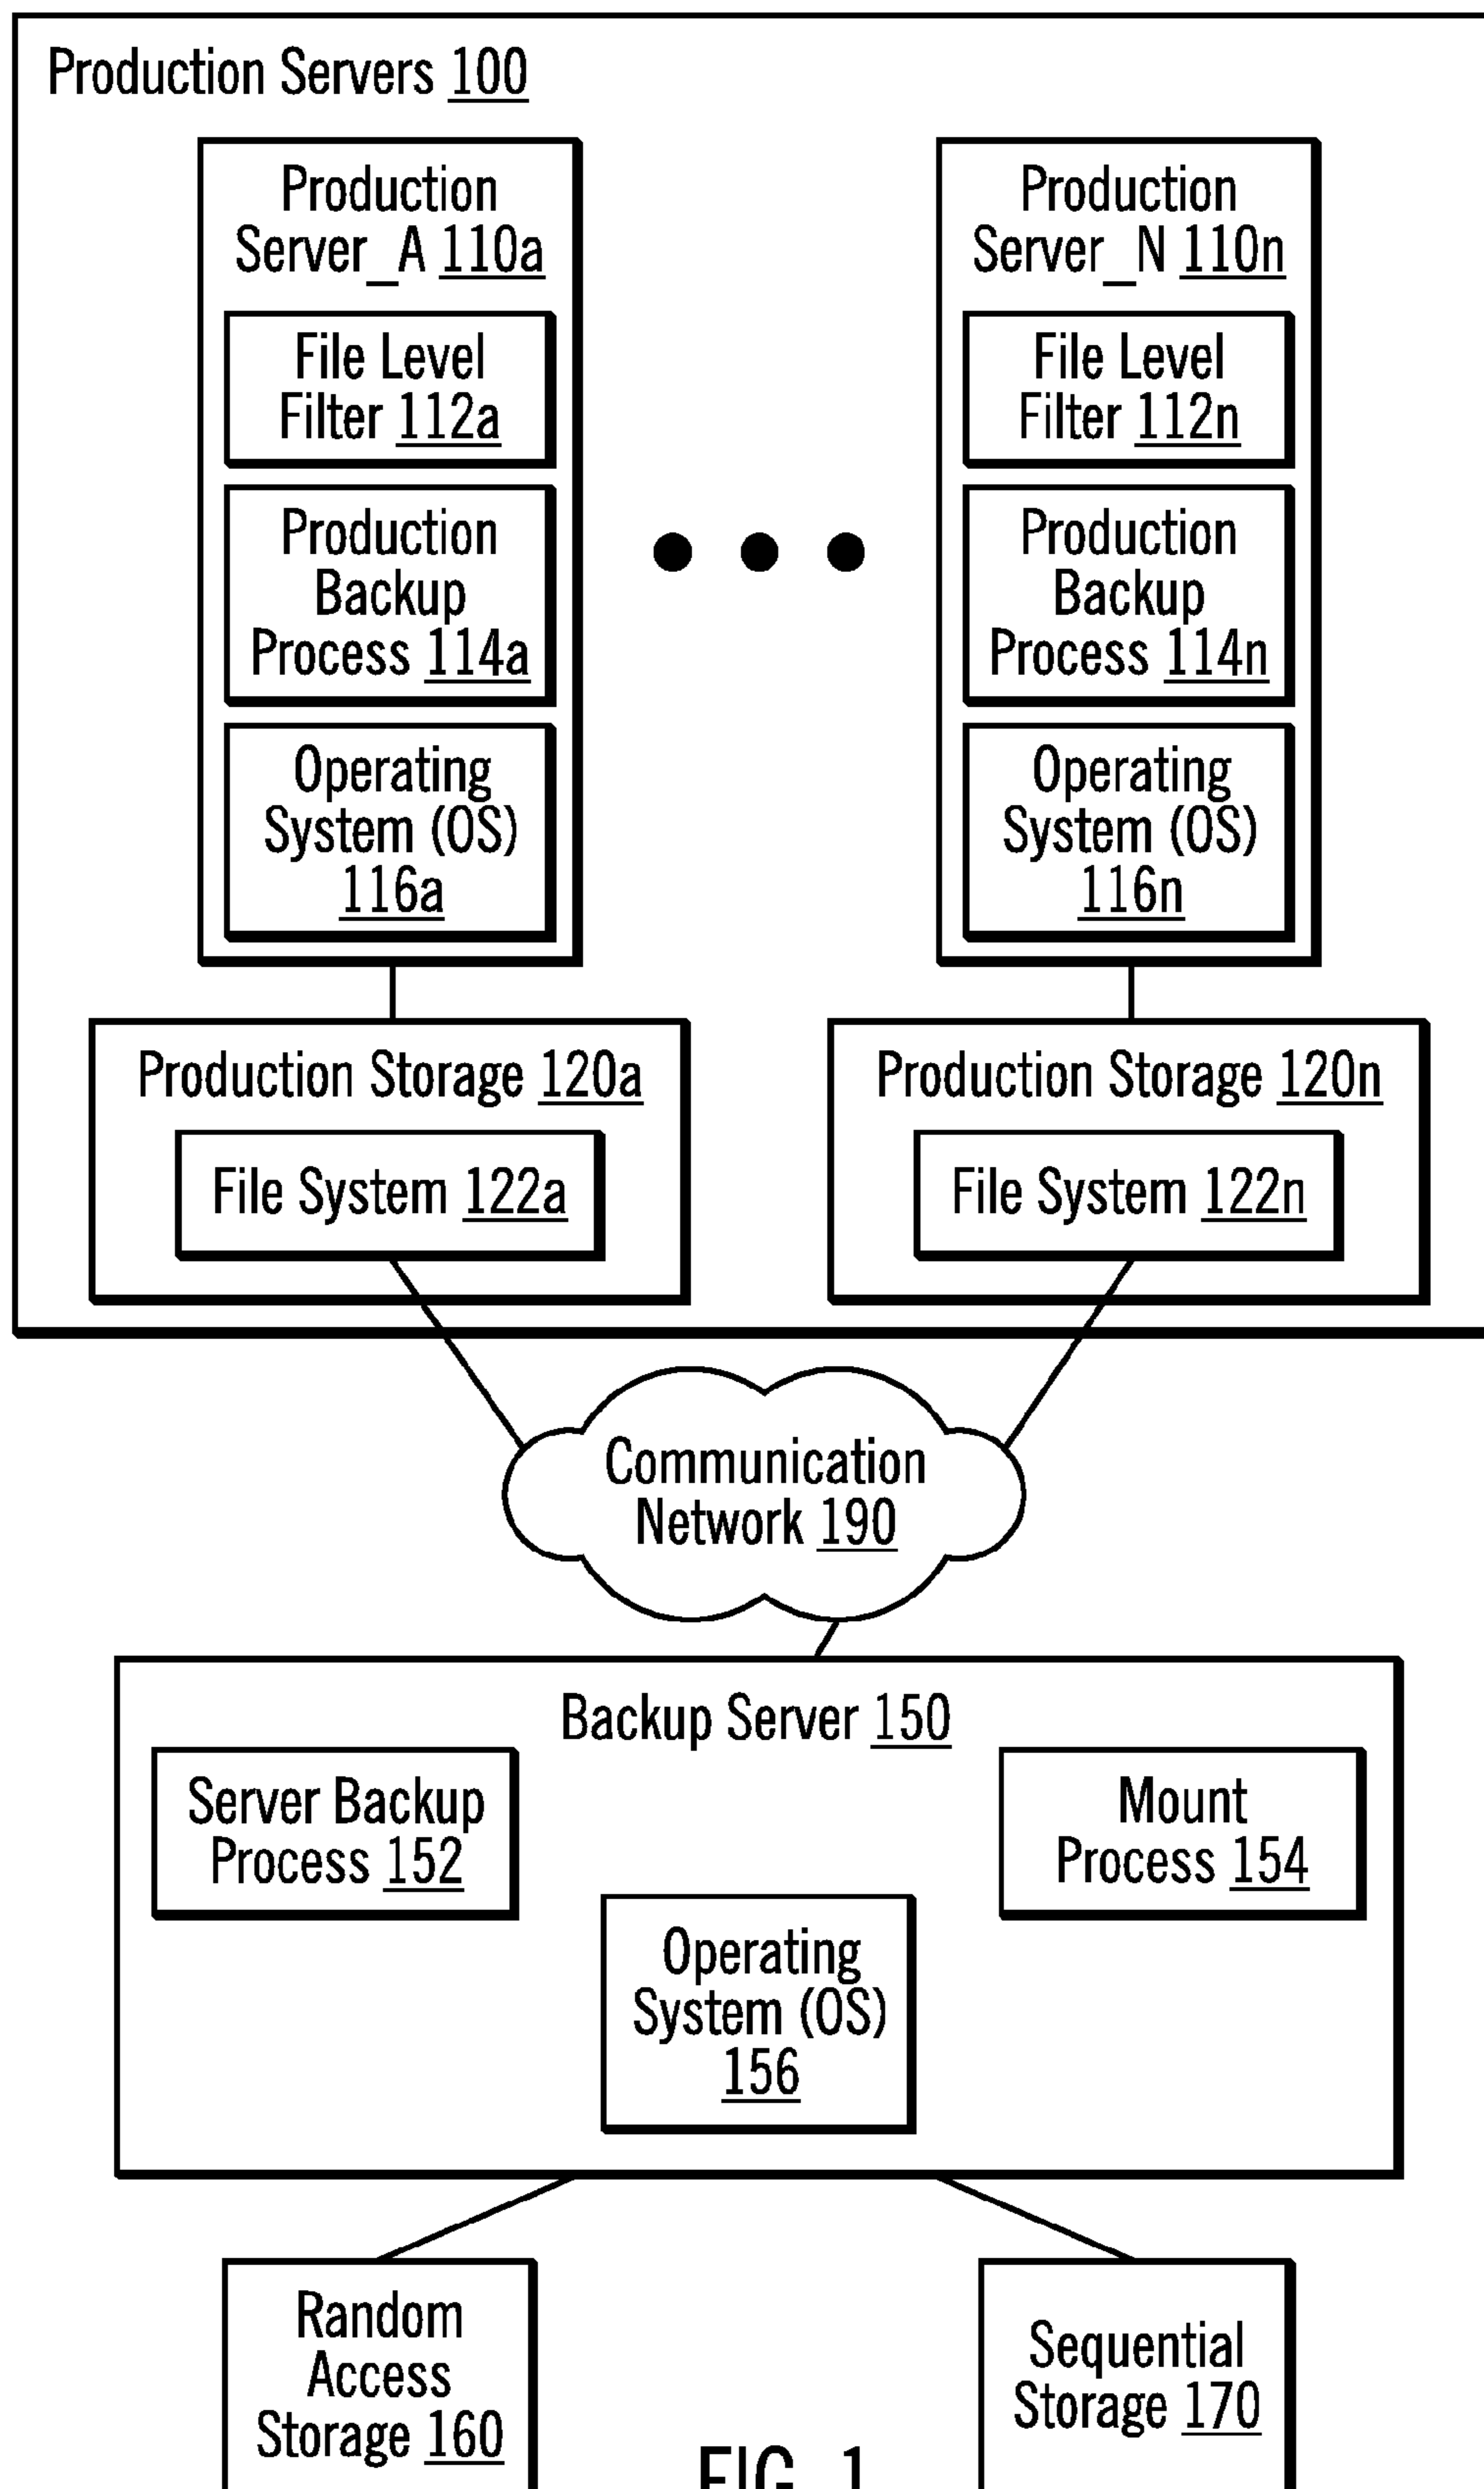 Production Servers 100
Production
Server_A 110a
File Level
Filter 112a
Production
Backup
Process 114a
Operating
System (OS)
116a
Production
Server_N 110n
File Level
Filter 112n
Production
Backup
Process 114n
Operating
System (OS)
116n
Production Storage 120a
File System 122a
Production Storage 120n
File System 122n
Communication
Network 190
Backup Server 150
Server Backup
Process 152
Mount
Process 154
Operating
System (OS)
156
Random
Access
Storage 160
Sequential
Storage 170
FIG. 1